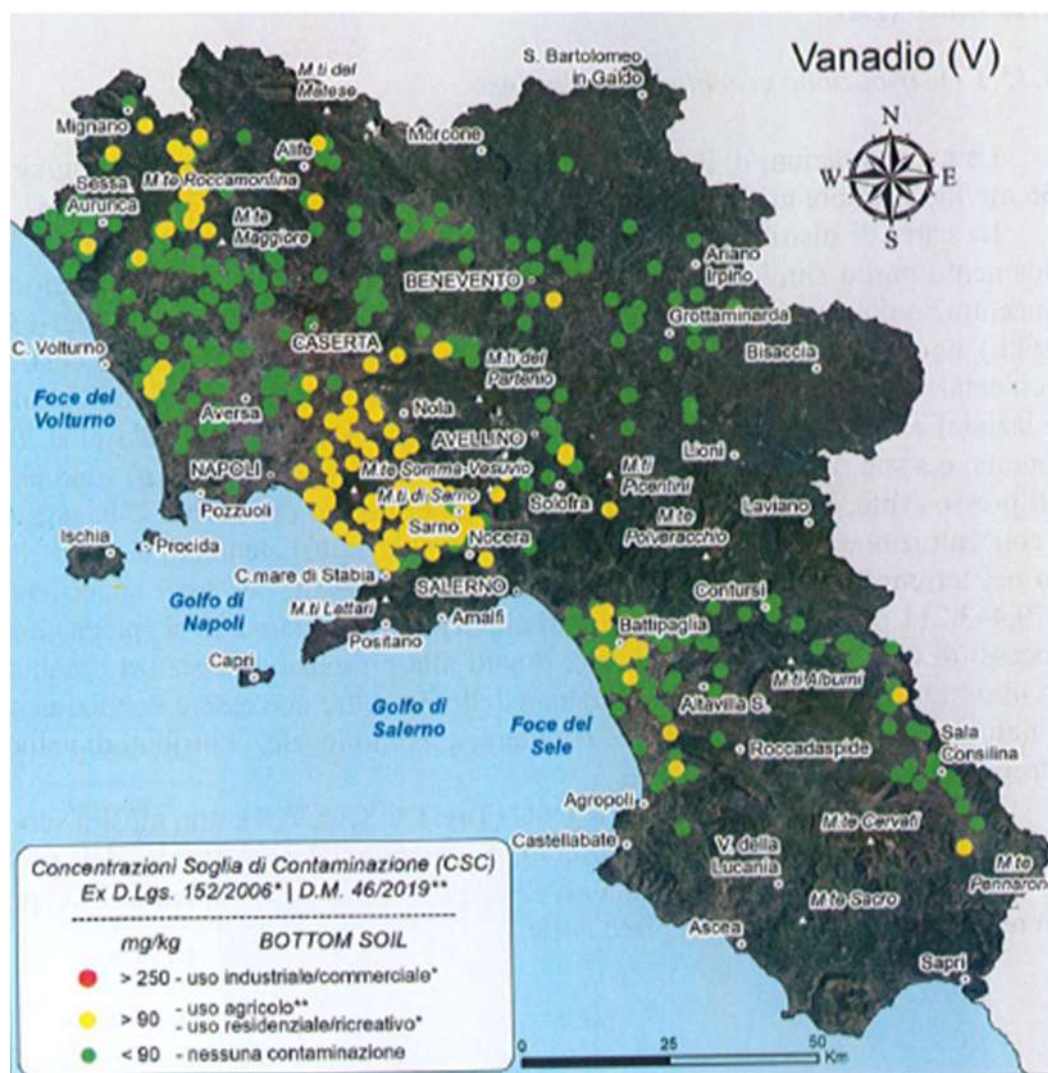 Vanadio (V)
S. Bartolomeo
in Galdo
M.ti del
Matese
Mignano
Morcone
Alife
M.te Roccamonfina
Sessa
Aurunca
M.te
Maggiore
N
W
E
S
Ariano
Irpino
BENEVENTO
Grottaminarda
CASERTA
Bisaccia
C. Volturno
M.ti del
Partenio
Foce del
Volturno
Aversa
Nola
AVELLINO
Lioni
NAPOLI
M.te Somma-Vesuvio
M.ti
Picentini
M.ti di Sarno
Solofra
Laviano
Pozzuoli
Sarno
M.te
Polveracchio
Ischia
Procida
Nocera
C.mare di Stabia
SALERNO
Contursi
Golfo di
Napoli
M.ti Lattari
Amalfi
Positano
Battipaglia
Capri
M.ti Alburni
Golfo di
Salerno
Foce del
Sele
Altavilla S.
Roccadaspide
Sala
Consilina
Agropoli
Castellabate
M.te Cervati
V. della
Lucania
M.te
Pannarone
M.te Sacro
Ascea
Sapri
Concentrazioni Soglia di Contaminazione (CSC)
Ex D.Lgs. 152/2006* | D.M. 46/2019**
mg/kg BOTTOM SOIL
> 250 - uso industriale/commerciale*
> 90 - uso agricolo**
- uso residenziale/ricreativo*
< 90 - nessuna contaminazione
0 25 50
Km